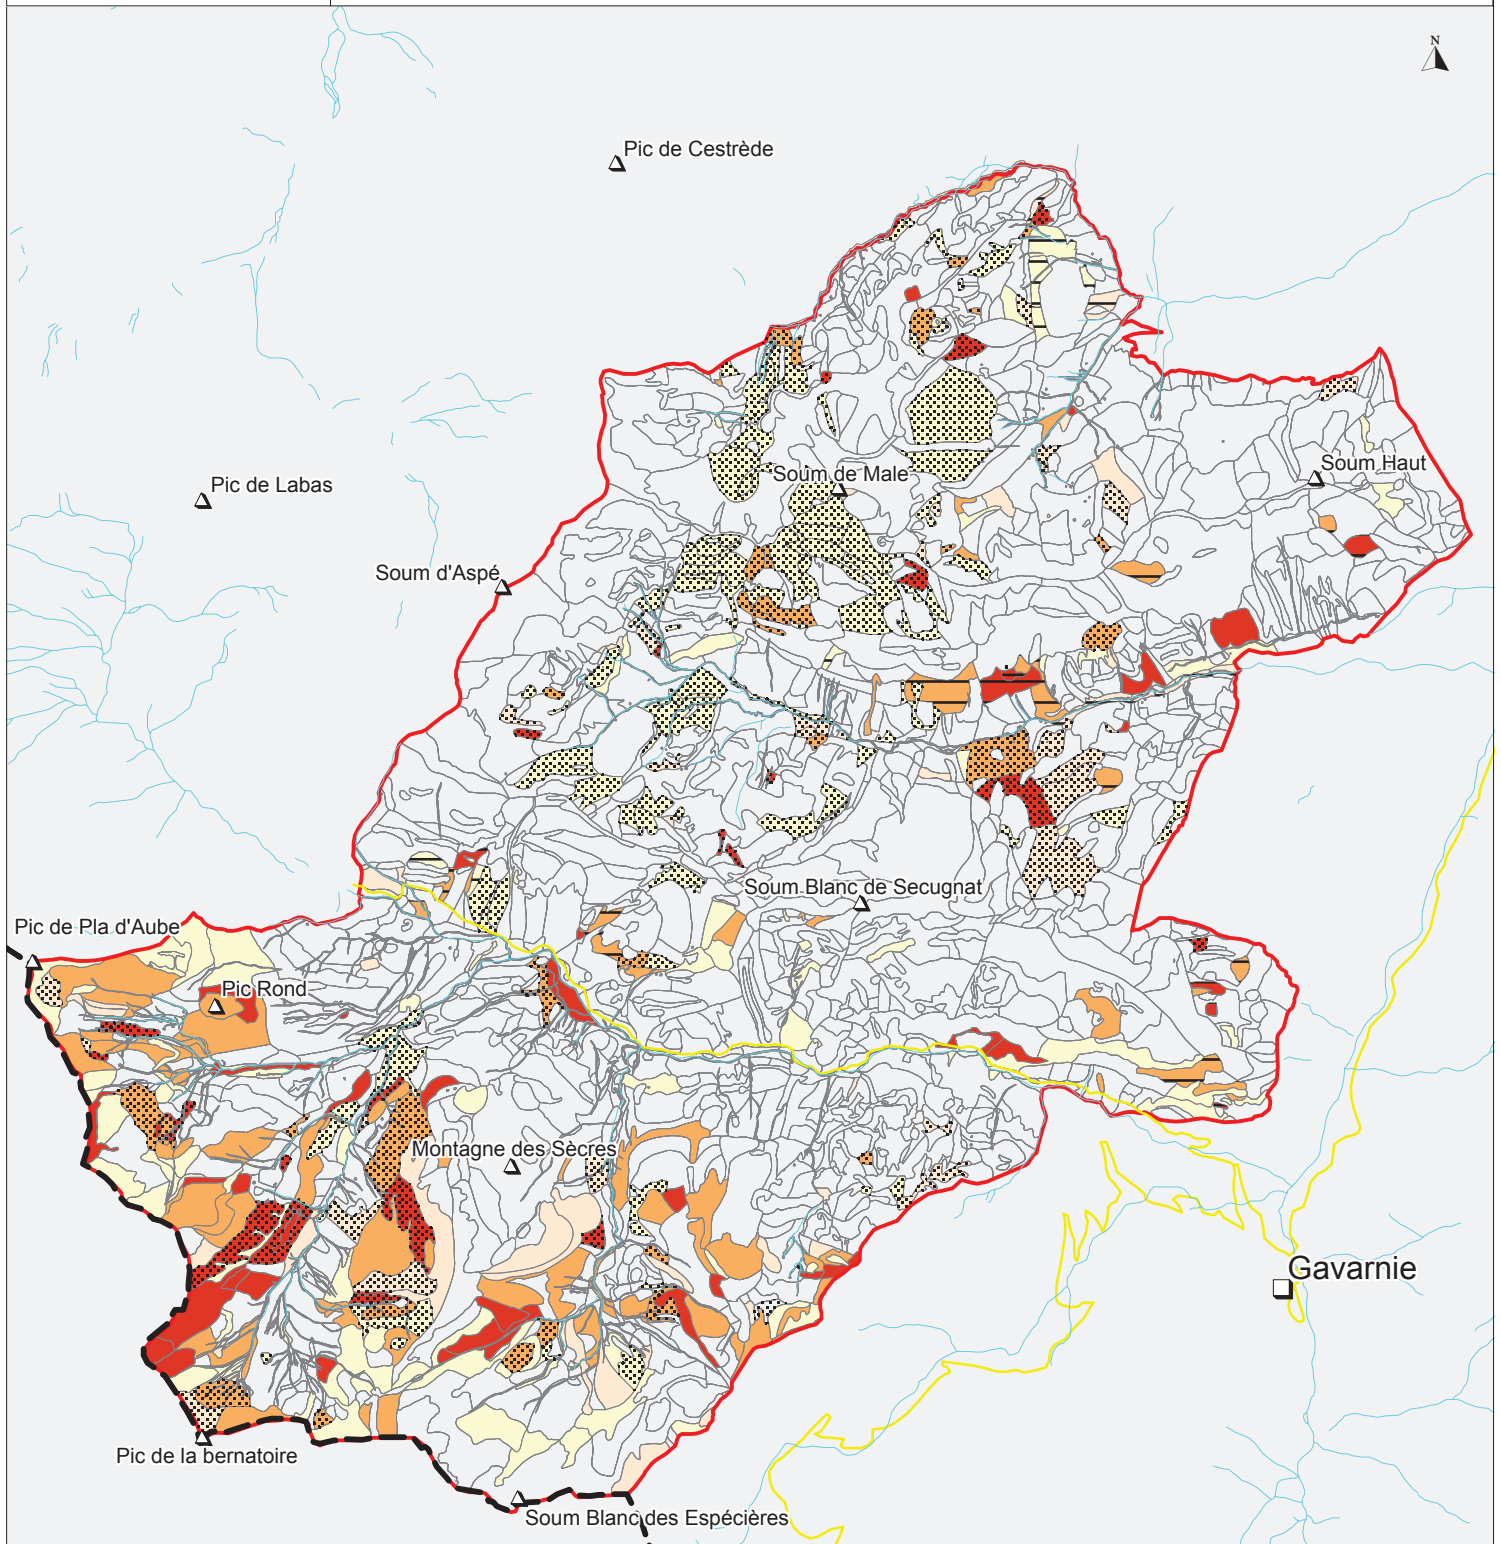 N
Pic de Cestrède
Soum de Male
Soum Haut
Pic de Labas
Soum d'Aspé
Soum Blanc de Secugnat
Pic de Pla d'Aube
Pic Rond
Montagne des Sècres
Gavarnie
Pic de la bernatoire
Soum Blanc des Espécières